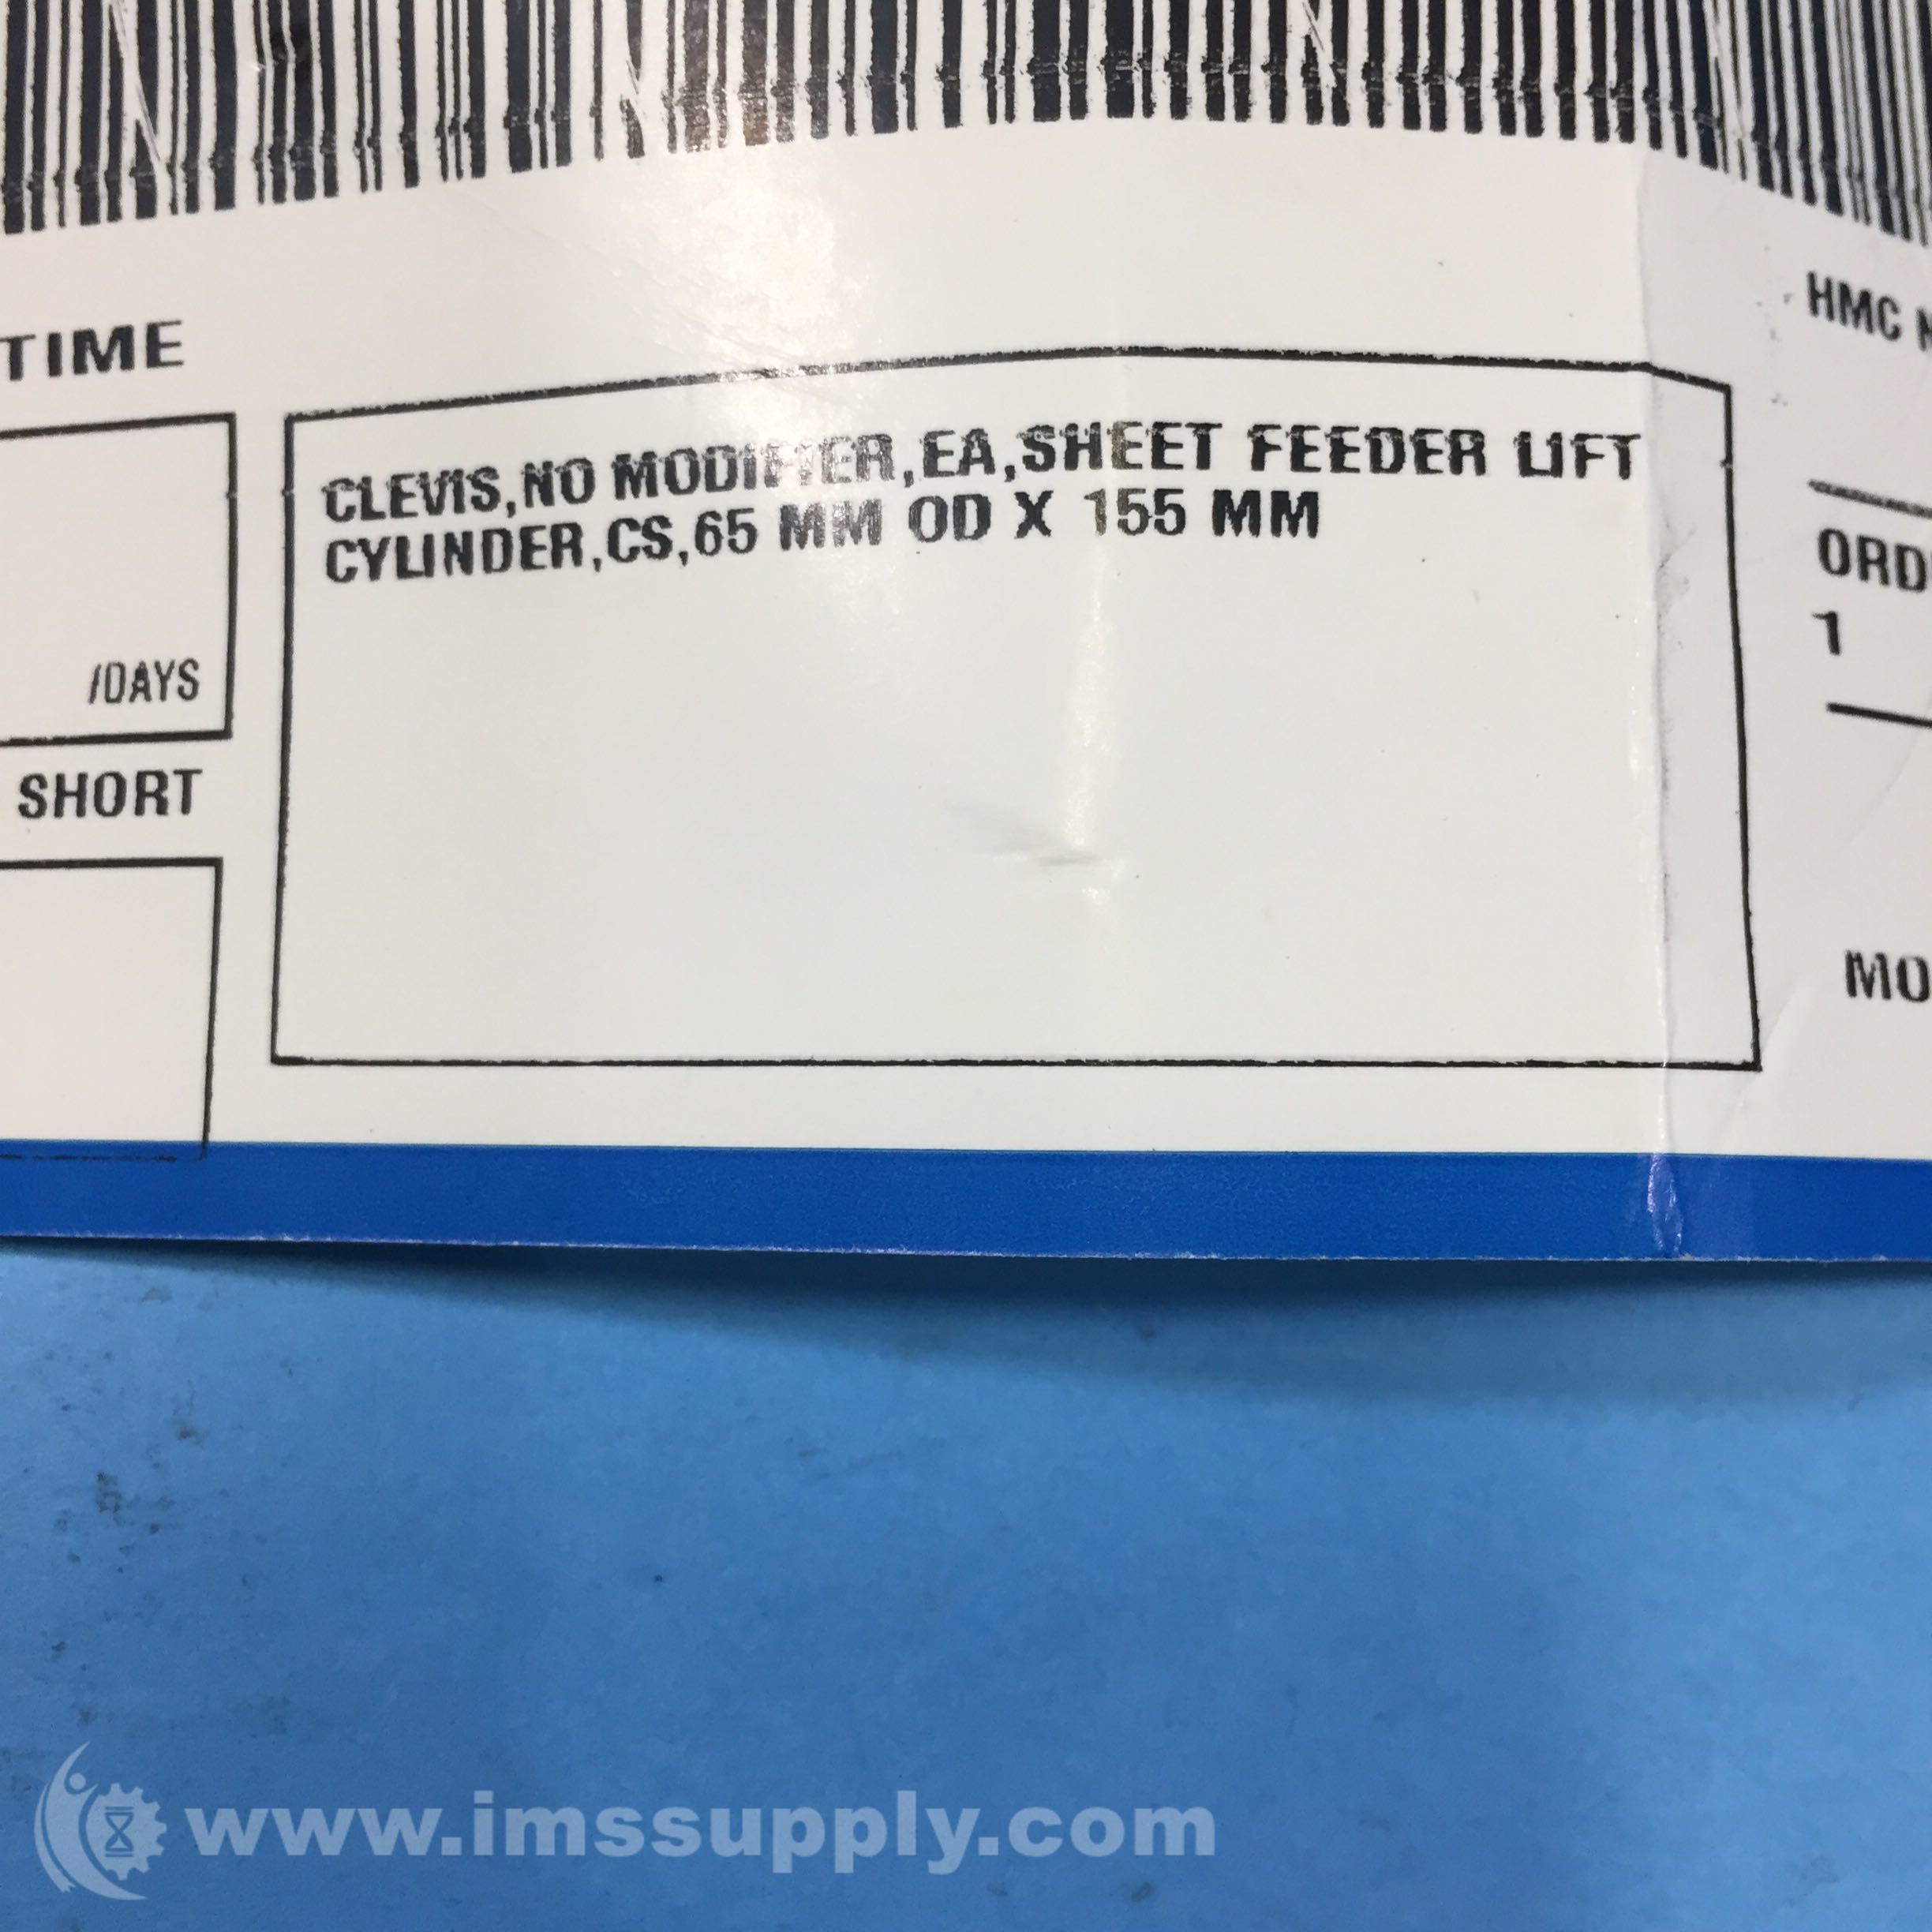 TIME
/DAYS
SHORT
CLEVIS,NO MODIFIER,EA,SHEET FEEDER LIFT
CYLINDER,CS,65 MM OD X 155 MM
HMC
ORD
1
MO
www.imssupply.com